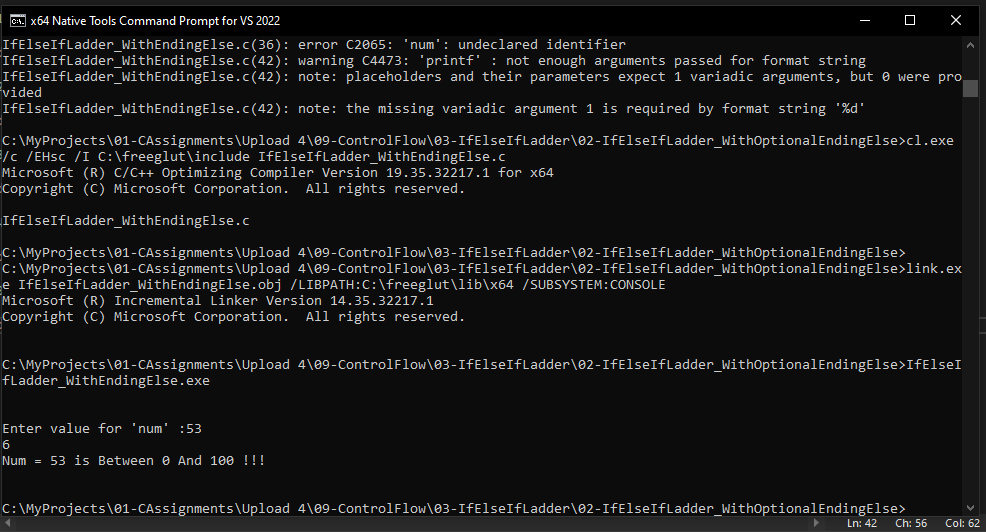 x64 Native Tools Command Prompt for VS 2022
IfElseIfLadder_WithEndingElse.c(36): error C2065: 'num': undeclared identifier
IfElseIfLadder_WithEndingElse.c(42): warning C4473: 'printf' : not enough arguments passed for format string
IfElseIfLadder_WithEndingElse.c(42): note: placeholders and their parameters expect 1 variadic arguments, but 0 were pro
vided
IfElseIfLadder_WithEndingElse.c(42): note: the missing variadic argument 1 is required by format string '%d'
C:\MyProjects\01-CAssignments\Upload 4\09-ControlFlow\03-IfElseIfLadder\02-IfElseIfLadder_WithOptionalEndingElse>cl.exe
/c /EHsc /I C:\freeglut\include IfElseIfLadder_WithEndingElse.c
Microsoft (R) C/C++ Optimizing Compiler Version 19.35.32217.1 for x64
Copyright (C) Microsoft Corporation.  All rights reserved.
IfElseIfLadder_WithEndingElse.c
C:\MyProjects\01-CAssignments\Upload 4\09-ControlFlow\03-IfElseIfLadder\02-IfElseIfLadder_WithOptionalEndingElse>
C:\MyProjects\01-CAssignments\Upload 4\09-ControlFlow\03-IfElseIfLadder\02-IfElseIfLadder_WithOptionalEndingElse>link.ex
e IfElseIfLadder_WithEndingElse.obj /LIBPATH:C:\freeglut\lib\x64 /SUBSYSTEM:CONSOLE
Microsoft (R) Incremental Linker Version 14.35.32217.1
Copyright (C) Microsoft Corporation.  All rights reserved.
C:\MyProjects\01-CAssignments\Upload 4\09-ControlFlow\03-IfElseIfLadder\02-IfElseIfLadder_WithOptionalEndingElse>IfElseI
fLadder_WithEndingElse.exe
Enter value for 'num' :53
6
Num = 53 is Between 0 And 100 !!!
C:\MyProjects\01-CAssignments\Upload 4\09-ControlFlow\03-IfElseIfLadder\02-IfElseIfLadder_WithOptionalEndingElse>
Ln: 42 Ch: 56 Col: 62